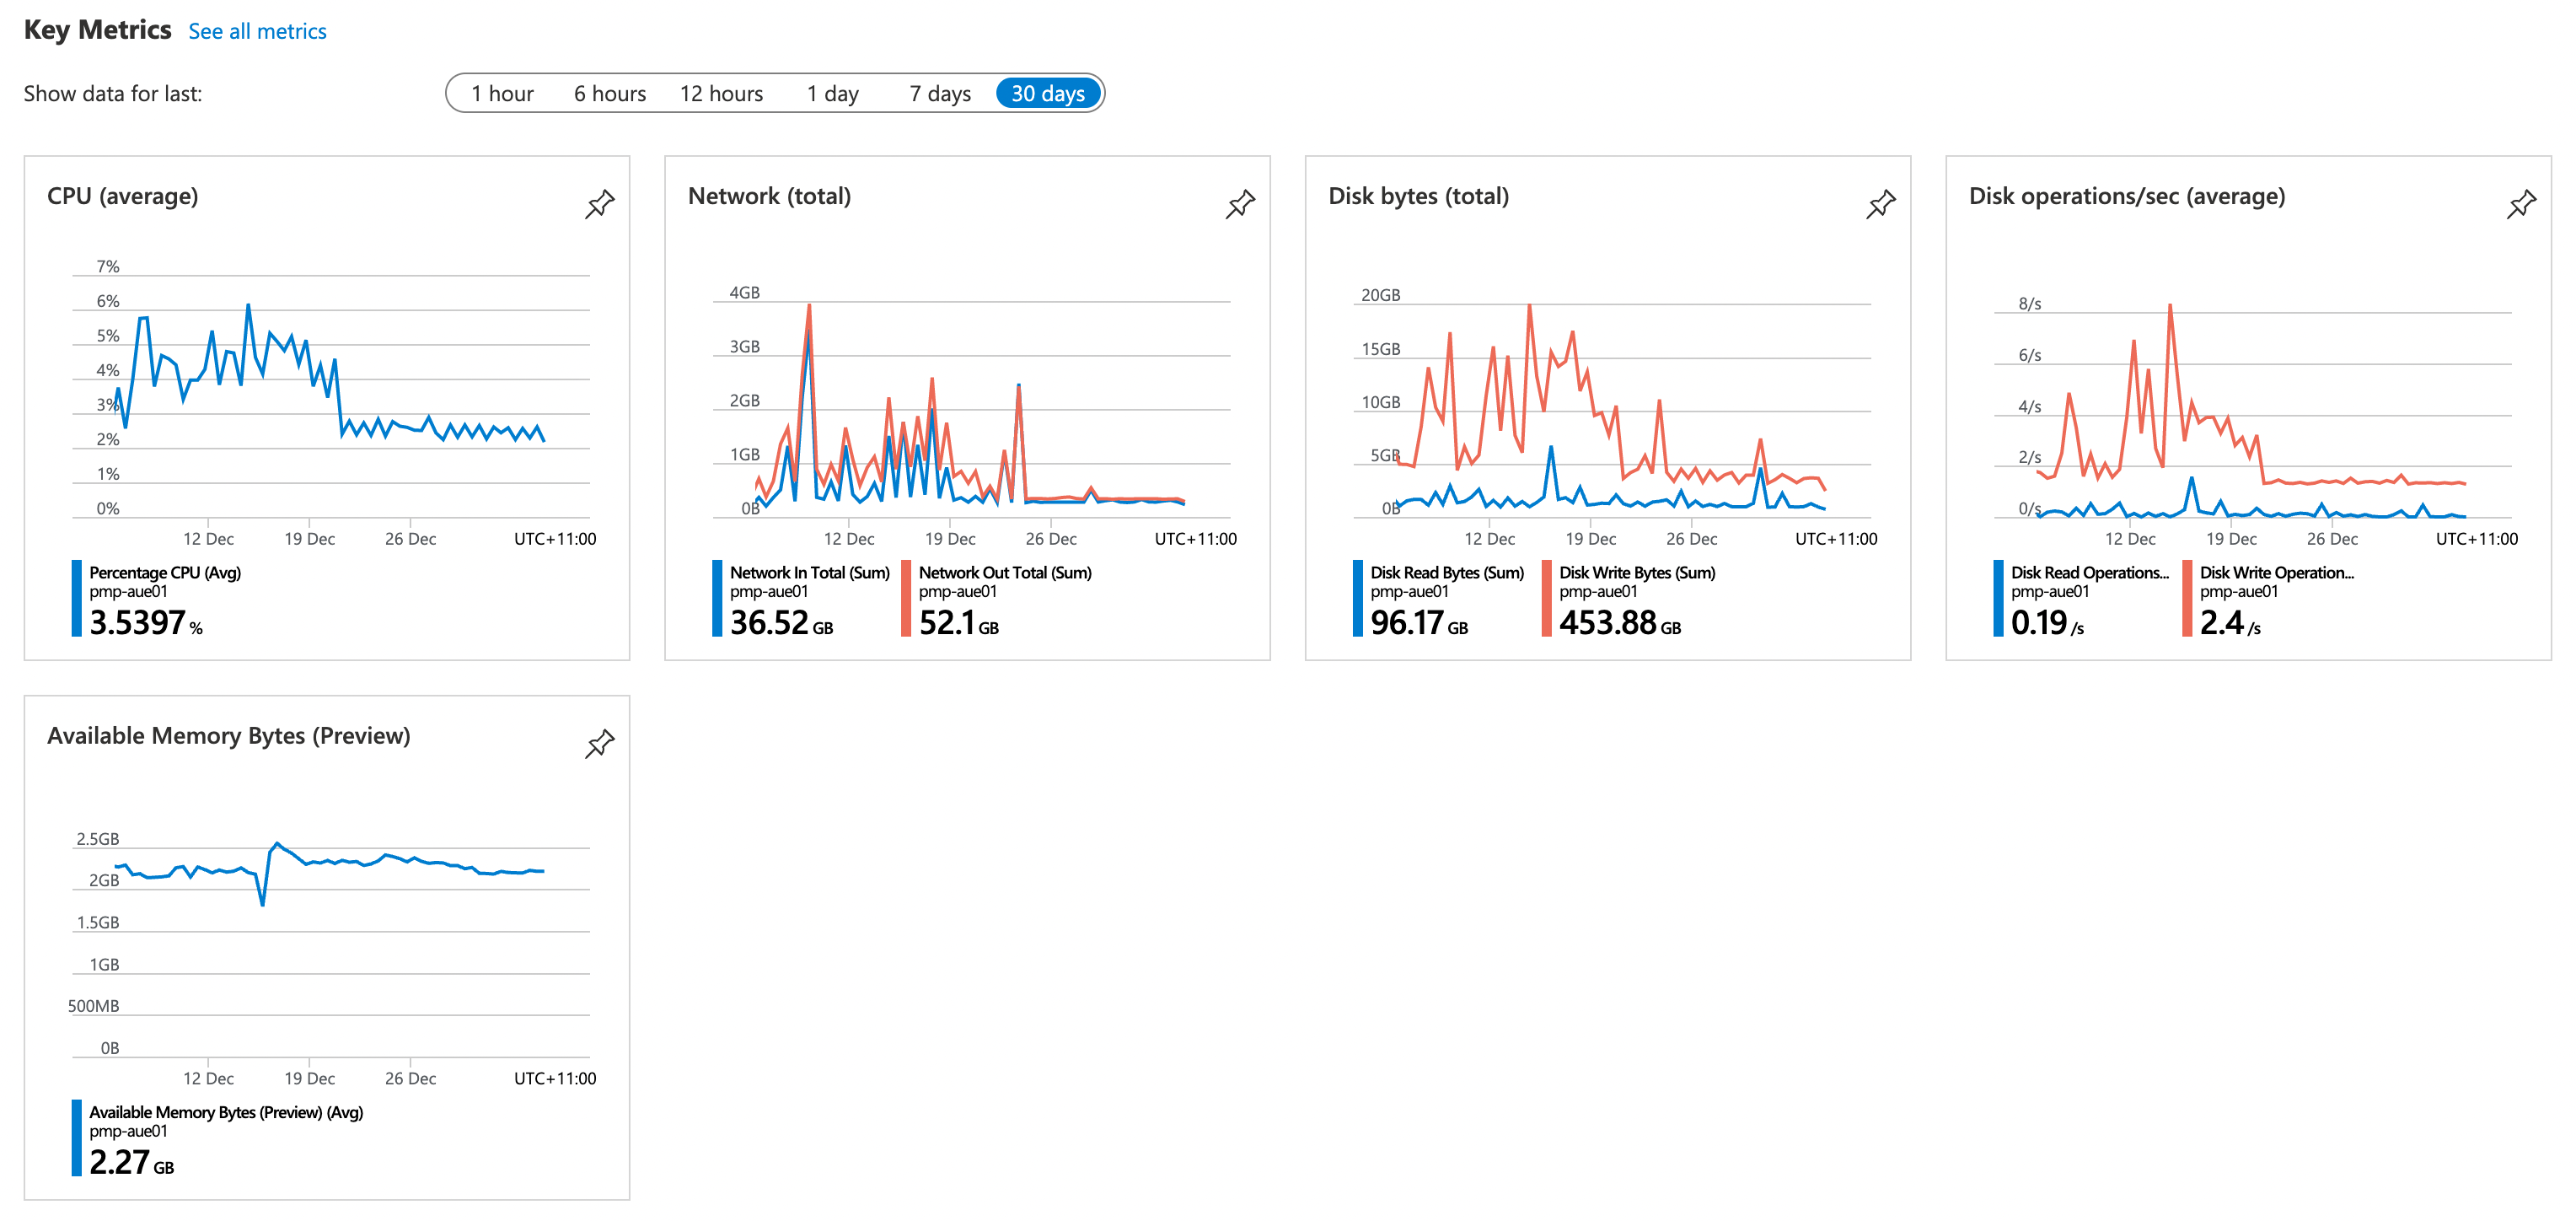 Key Metrics See all metrics
Show data for last: 1 hour 6 hours 12 hours 1 day 7 days 30 days
CPU (average)
7%
6%
5%
4%
3%
2%
1%
0%
12 Dec 19 Dec 26 Dec UTC+11:00
Percentage CPU (Avg)
pmp-aue01
3.5397 %
Network (total)
4GB
3GB
2GB
1GB
0B
12 Dec 19 Dec 26 Dec UTC+11:00
Network In Total (Sum) Network Out Total (Sum)
pmp-aue01 pmp-aue01
36.52 GB 52.1 GB
Disk bytes (total)
20GB
15GB
10GB
5GB
0B
12 Dec 19 Dec 26 Dec UTC+11:00
Disk Read Bytes (Sum) Disk Write Bytes (Sum)
pmp-aue01 pmp-aue01
96.17 GB 453.88 GB
Disk operations/sec (average)
8/s
6/s
4/s
2/s
0/s
12 Dec 19 Dec 26 Dec UTC+11:00
Disk Read Operations... Disk Write Operation...
pmp-aue01 pmp-aue01
0.19 /s 2.4 /s
Available Memory Bytes (Preview)
2.5GB
2GB
1.5GB
1GB
500MB
0B
12 Dec 19 Dec 26 Dec UTC+11:00
Available Memory Bytes (Preview) (Avg)
pmp-aue01
2.27 GB